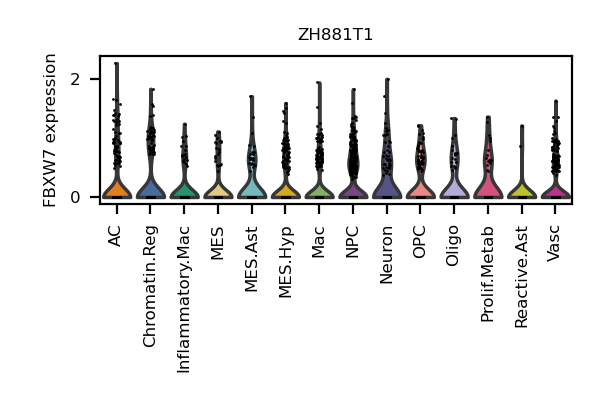 ZH881T1
FBXW7 expression
2
0
AC
Chromatin.Reg
Inflammatory.Mac
MES
MES.Ast
MES.Hyp
Mac
NPC
Neuron
OPC
Oligo
Prolif.Metab
Reactive.Ast
Vasc